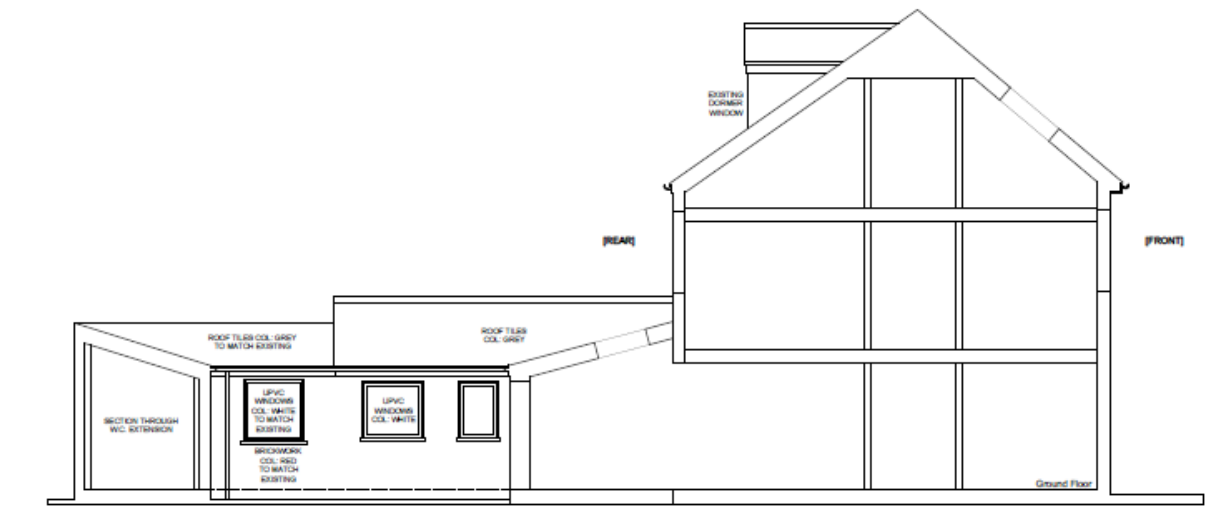 EXISTING
DORMER
WINDOW
[REAR]
[FRONT]
ROOF TILES COL: GREY
TO MATCH EXISTING
ROOF TILES
COL: GREY
UPVC
WINDOWS
COL: WHITE
TO MATCH
EXISTING
UPVC
WINDOWS
COL: WHITE
SECTION THROUGH
W.C. EXTENSION
BRICKWORK
COL: RED
TO MATCH
EXISTING
Ground Floor